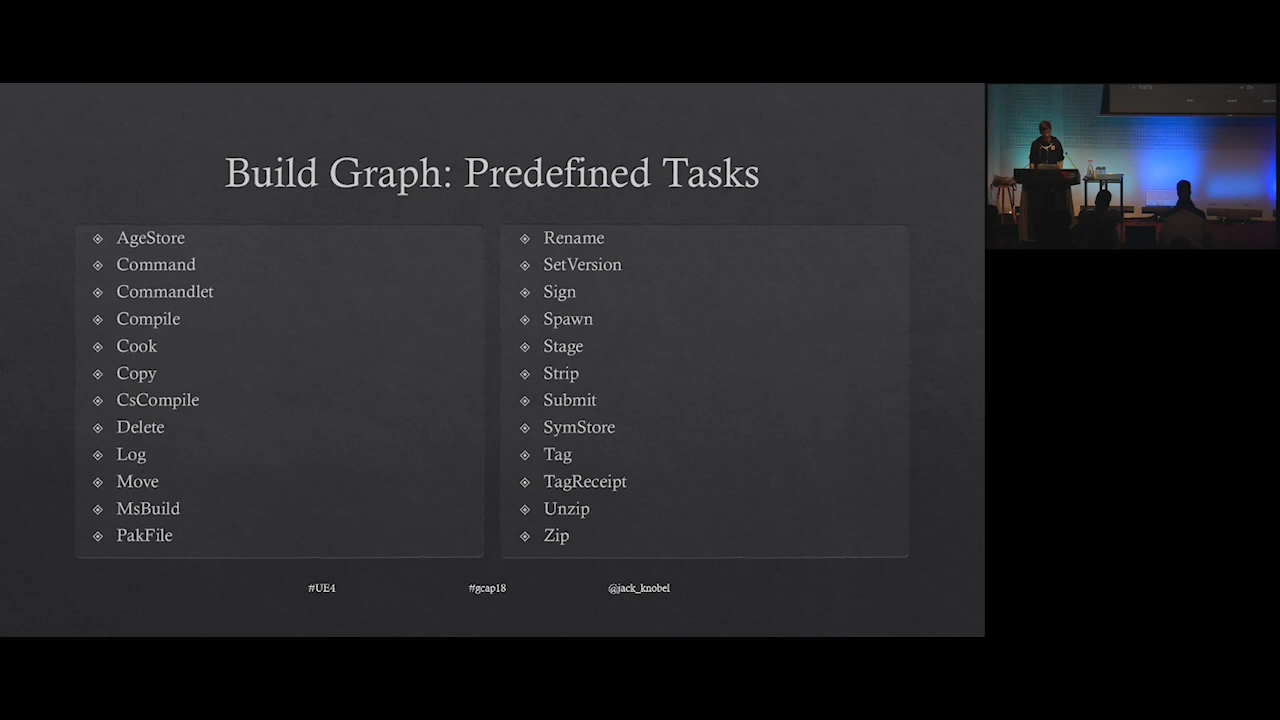 Build Graph: Predefined Tasks
AgeStore
Command
Commandlet
Compile
Cook
Copy
CsCompile
Delete
Log
Move
MsBuild
PakFile
Rename
SetVersion
Sign
Spawn
Stage
Strip
Submit
SymStore
Tag
TagReceipt
Unzip
Zip
#UE4
#gcap18
@jack_knobel